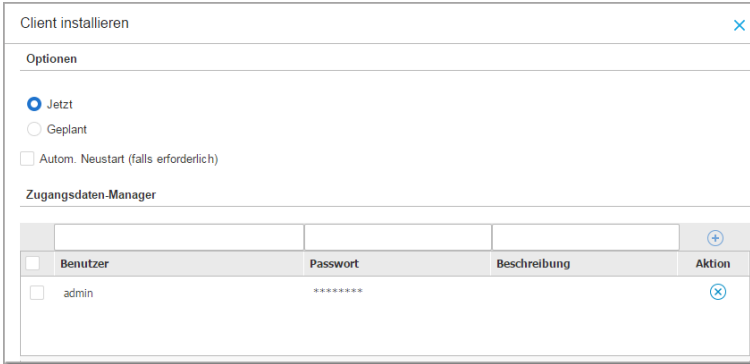 Client installieren
Optionen
Jetzt
Geplant
Autom. Neustart (falls erforderlich)
Zugangsdaten-Manager
Benutzer Passwort Beschreibung Aktion
admin ********